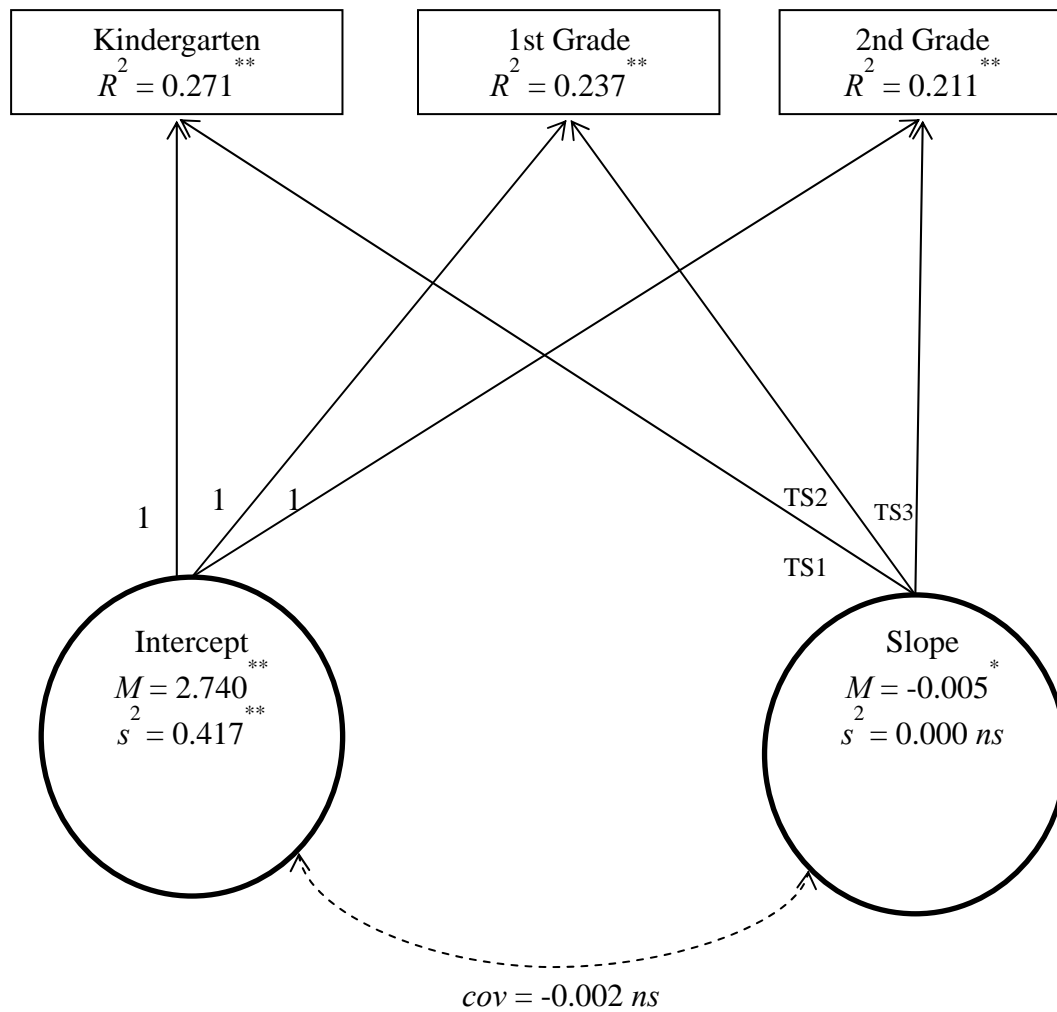 Kindergarten
R² = 0.271**
1st Grade
R² = 0.237**
2nd Grade
R² = 0.211**
1
1
1
TS2
TS3
TS1
Intercept
M = 2.740**
s² = 0.417**
Slope
M = -0.005*
s² = 0.000 ns
cov = -0.002 ns